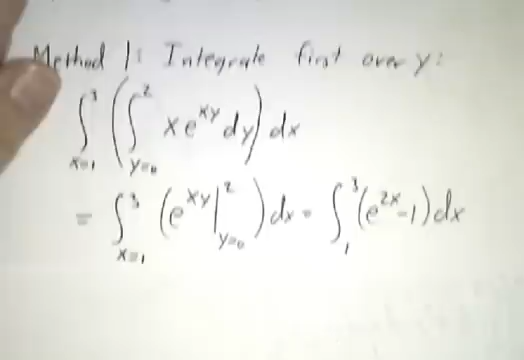 Method 1: Integrate first over y:
∫_{x=1}^{3} (∫_{y=0}^{2} xe^{xy} dy) dx
= ∫_{x=1}^{3} (e^{xy}|_{y=0}^{2}) dx = ∫_{1}^{3} (e^{2x}-1) dx